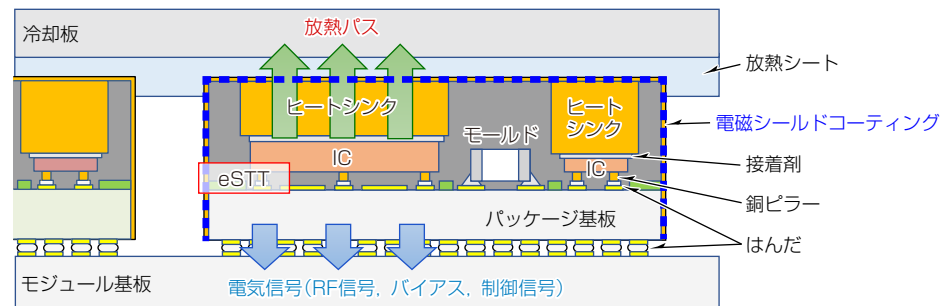 冷却板
放熱パス
放熱シート
ヒートシンク
ヒート
シンク
電磁シールドコーティング
モールド
IC
IC
接着剤
eSTT
銅ピラー
パッケージ基板
はんだ
モジュール基板
電気信号(RF信号, バイアス, 制御信号)